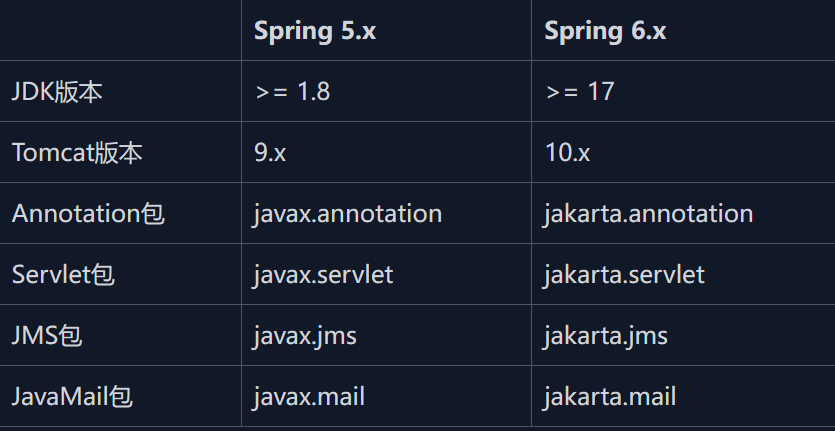 Spring 5.x Spring 6.x
JDK版本 >= 1.8 >= 17
Tomcat版本 9.x 10.x
Annotation包 javax.annotation jakarta.annotation
Servlet包 javax.servlet jakarta.servlet
JMS包 javax.jms jakarta.jms
JavaMail包 javax.mail jakarta.mail